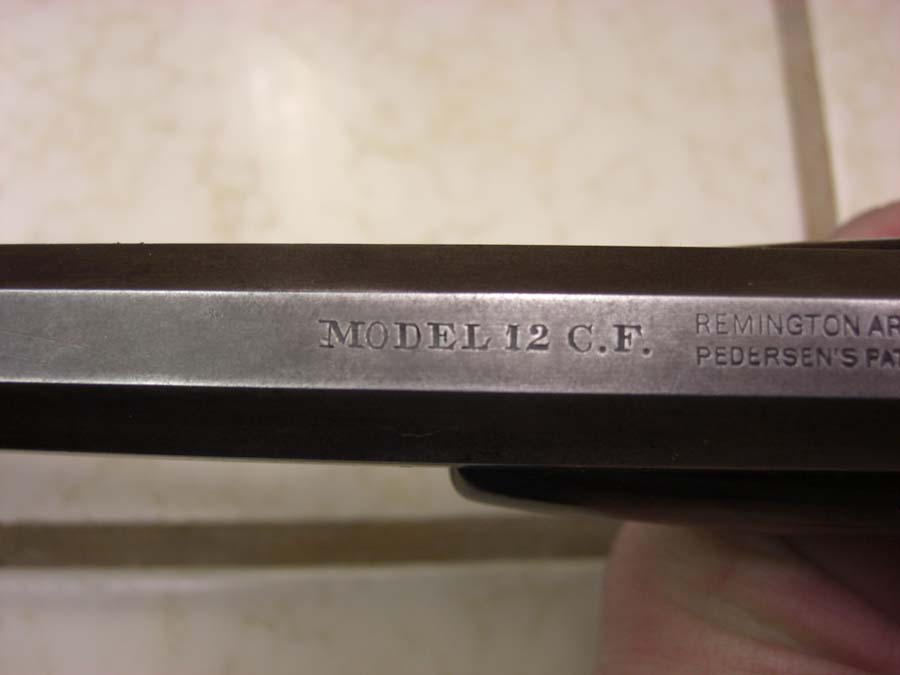 MODEL 12 C.F.
REMINGTON AR
PEDERSEN'S PAT